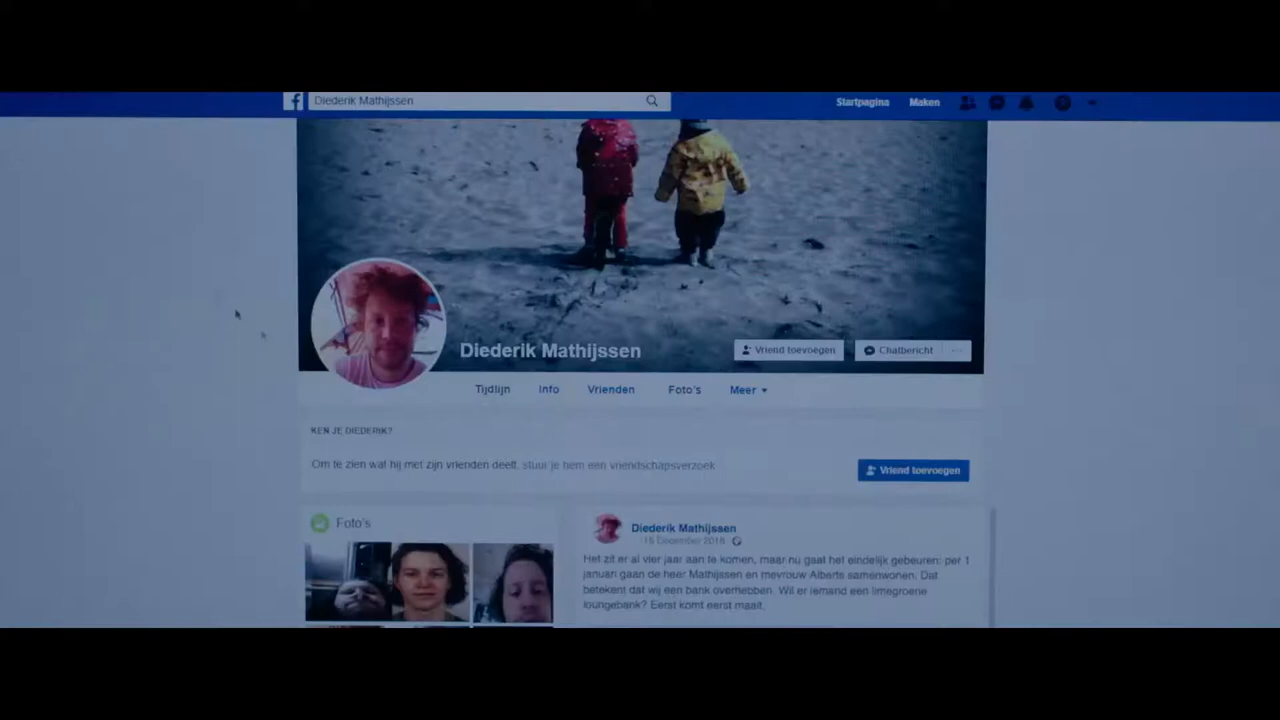 Diederik Mathijssen
Startpagina
Maken
Diederik Mathijssen
Vriend toevoegen
Chatbericht
Tijdlijn
Info
Vrienden
Foto's
Meer
KEN JE DIEDERIK?
Om te zien wat hij met zijn vrienden deelt, stuur je hem een vriendschapsverzoek
Vriend toevoegen
Foto's
Diederik Mathijssen
15 December 2018
Het zit er al vier jaar aan te komen, maar nu gaat het eindelijk gebeuren: per 1
januari gaan de heer Mathijssen en mevrouw Alberts samenwonen. Dat
betekent dat wij een bank overhebben. Wil er iemand een limegroene
loungebank? Eerst komt eerst maalt.